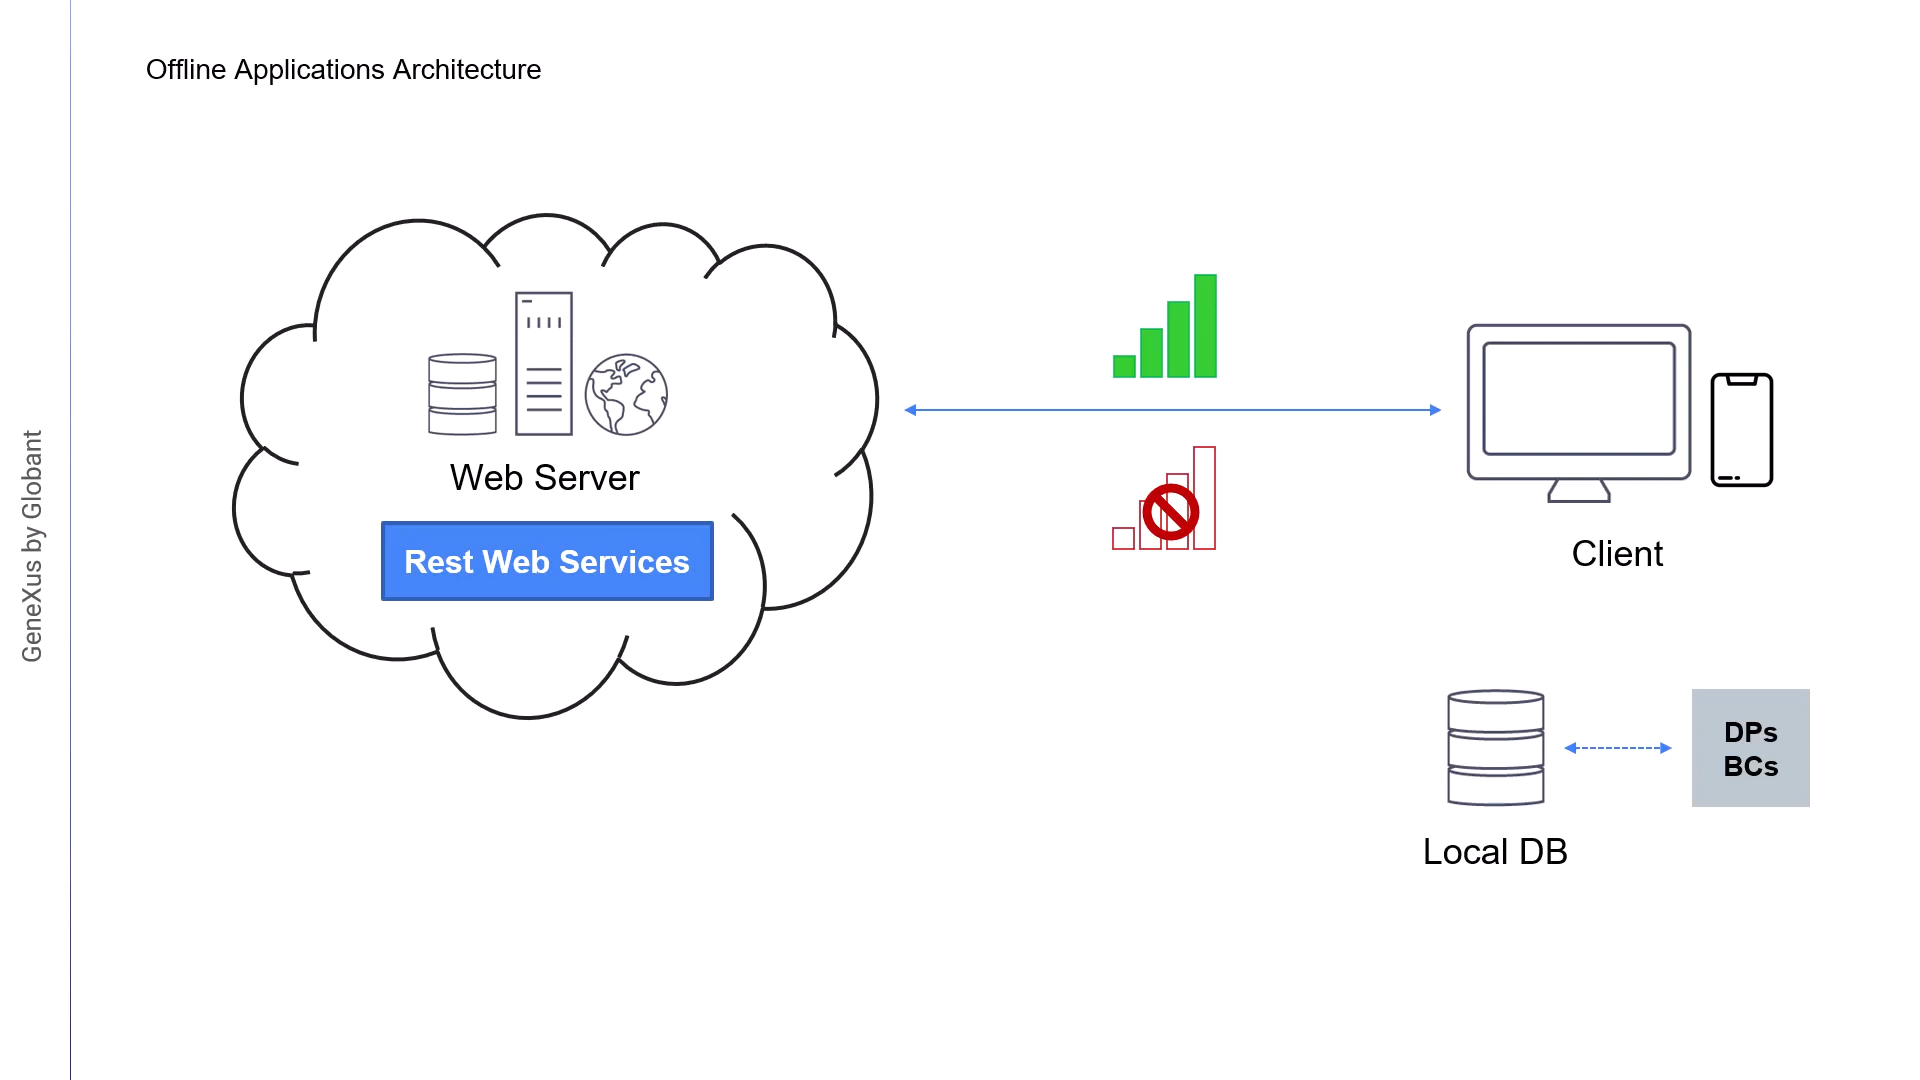 Offline Applications Architecture
GeneXus by Globant
Web Server
Rest Web Services
Client
DPs
BCs
Local DB